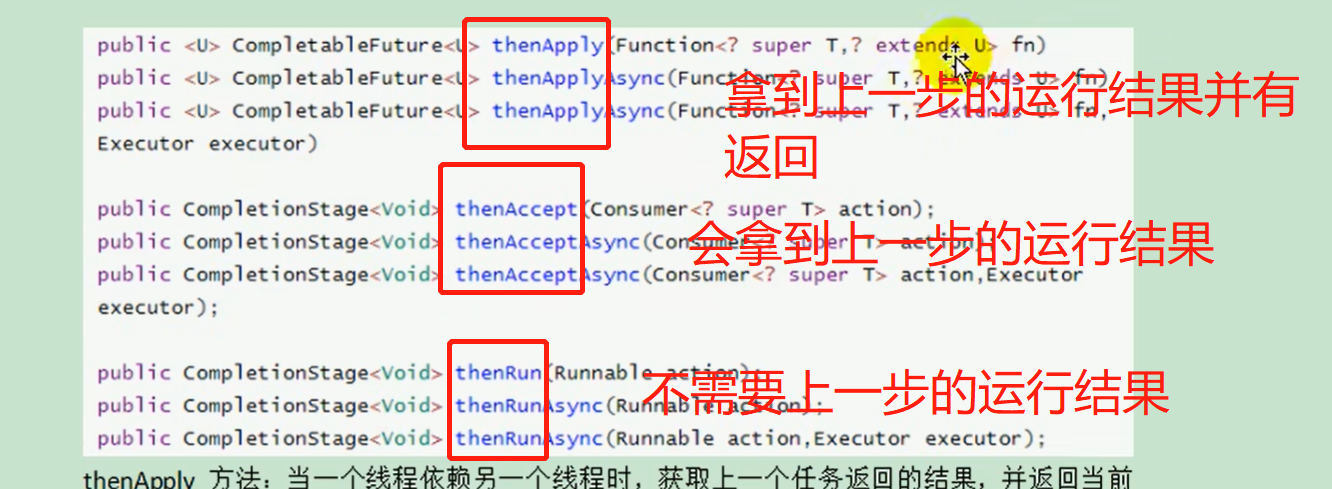 public <U> CompletableFuture<U> thenApply(Function<? super T,? extends U> fn)
public <U> CompletableFuture<U> thenApplyAsync(Function<? super T,? extends U> fn)
拿到上一步的运行结果并有
public <U> CompletableFuture<U> thenApplyAsync(Function<? super T,? extends U> fn,
Executor executor)
返回
public CompletionStage<Void> thenAccept(Consumer<? super T> action);
public CompletionStage<Void> thenAcceptAsync(Consumer<? super T> action);
会拿到上一步的运行结果
public CompletionStage<Void> thenAcceptAsync(Consumer<? super T> action,Executor
executor);
public CompletionStage<Void> thenRun(Runnable action);
不需要上一步的运行结果
public CompletionStage<Void> thenRunAsync(Runnable action);
public CompletionStage<Void> thenRunAsync(Runnable action,Executor executor);
thenApply 方法：当一个线程依赖另一个线程时，获取上一个任务返回的结果，并返回当前